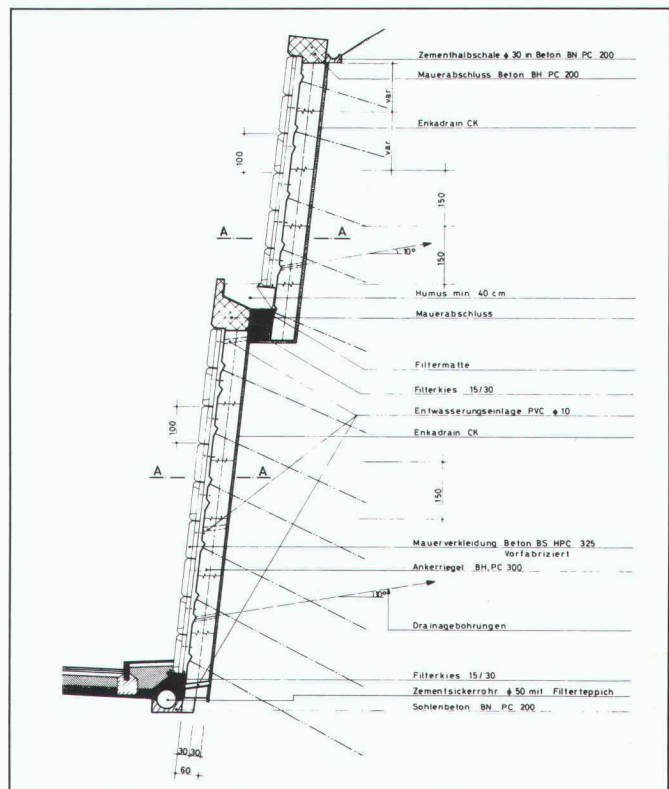 Zementhalbschale ϕ 30 in Beton BN PC 200
Mauerabschluss Beton BH PC 200
var
Enkadrain CK
var
100
150
A A
150
10°
Humus min. 40 cm
Mauerabschluss
Filtermatte
Filterkies 15/30
Entwässerungseinlage PVC ϕ 10
100
Enkadrain CK
A A
150
Mauerverkleidung Beton BS HPC 325
Vorfabriziert
Ankerriegel BH, PC 300
10°
Drainagebohrungen
Filterkies 15/30
Zementsickerrohr ϕ 50 mit Filterteppich
Sohlenbeton BN PC 200
30 30
60